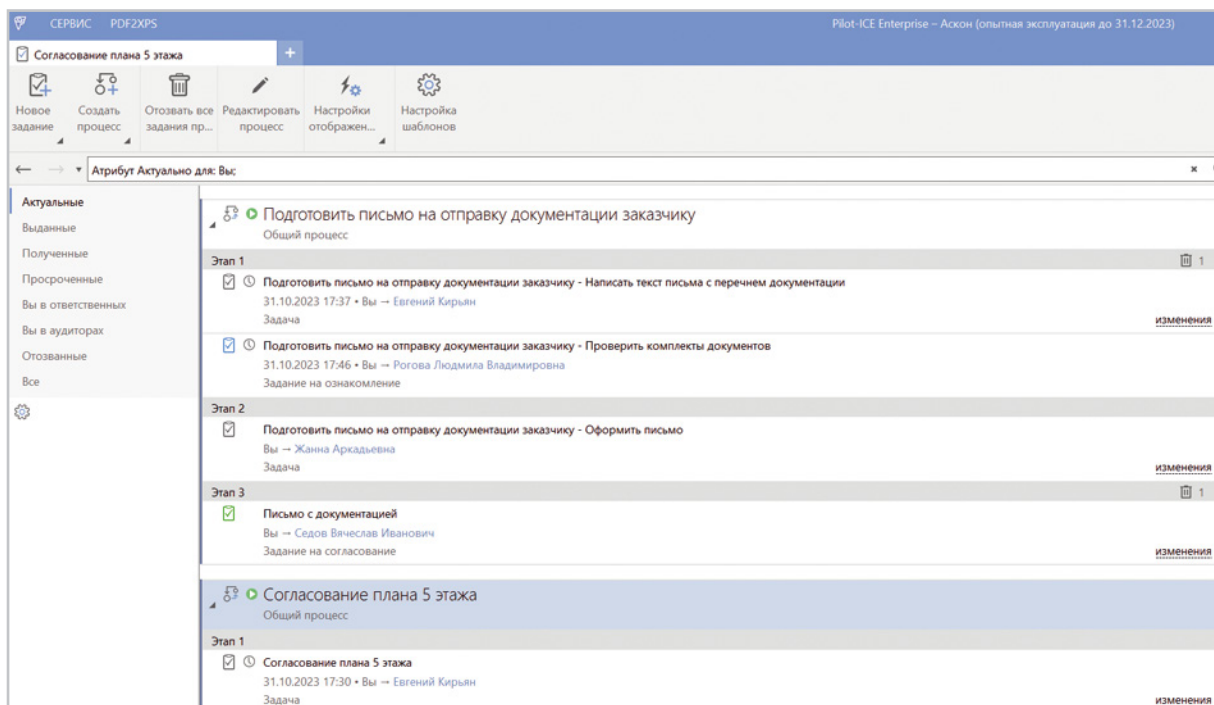 СЕРВИС PDF2XPS
Pilot-ICE Enterprise – Аскон (опытная эксплуатация до 31.12.2023)
Согласование плана 5 этажа
+
Новое задание
Создать процесс
Отозвать все задания пр...
Редактировать процесс
Настройки отображен...
Настройка шаблонов
Атрибут Актуально для: Вы;
Актуальные
Выданные
Полученные
Просроченные
Вы в ответственных
Вы в аудиторах
Отозванные
Все
Подготовить письмо на отправку документации заказчику
Общий процесс
Этап 1
1
Подготовить письмо на отправку документации заказчику - Написать текст письма с перечнем документации
31.10.2023 17:37 • Вы → Евгений Кирьян
Задача
изменения
Подготовить письмо на отправку документации заказчику - Проверить комплекты документов
31.10.2023 17:46 • Вы → Рогова Людмила Владимировна
Задание на ознакомление
Этап 2
Подготовить письмо на отправку документации заказчику - Оформить письмо
Вы → Жанна Аркадьевна
Задача
изменения
Этап 3
1
Письмо с документацией
Вы → Седов Вячеслав Иванович
Задание на согласование
изменения
Согласование плана 5 этажа
Общий процесс
Этап 1
Согласование плана 5 этажа
31.10.2023 17:30 • Вы → Евгений Кирьян
Задача
изменения